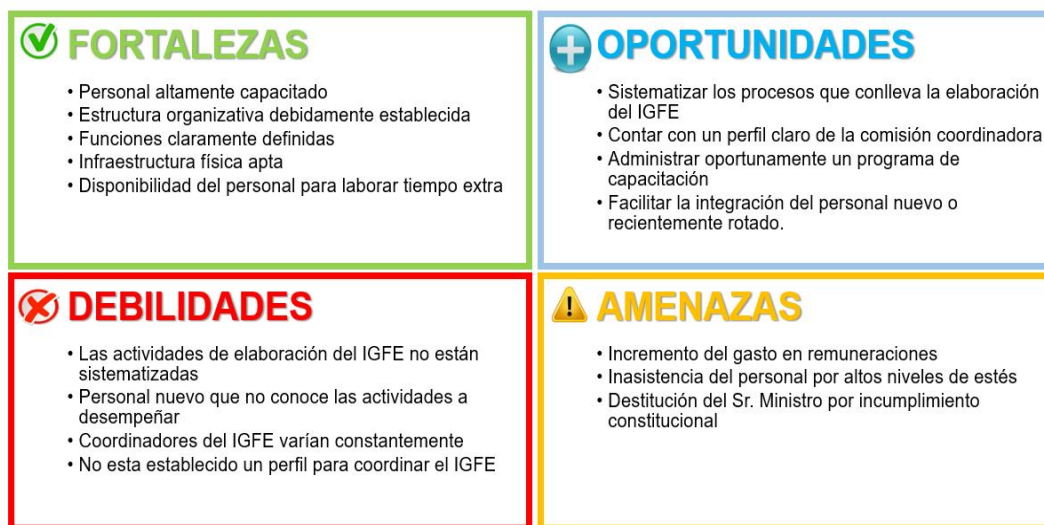 FORTALEZAS
• Personal altamente capacitado
• Estructura organizativa debidamente establecida
• Funciones claramente definidas
• Infraestructura física apta
• Disponibilidad del personal para laborar tiempo extra
OPORTUNIDADES
• Sistematizar los procesos que conlleva la elaboración
del IGFE
• Contar con un perfil claro de la comisión coordinadora
• Administrar oportunamente un programa de
capacitación
• Facilitar la integración del personal nuevo o
recientemente rotado.
DEBILIDADES
• Las actividades de elaboración del IGFE no están
sistematizadas
• Personal nuevo que no conoce las actividades a
desempeñar
• Coordinadores del IGFE varían constantemente
• No esta establecido un perfil para coordinar el IGFE
AMENAZAS
• Incremento del gasto en remuneraciones
• Inasistencia del personal por altos niveles de estés
• Destitución del Sr. Ministro por incumplimiento
constitucional